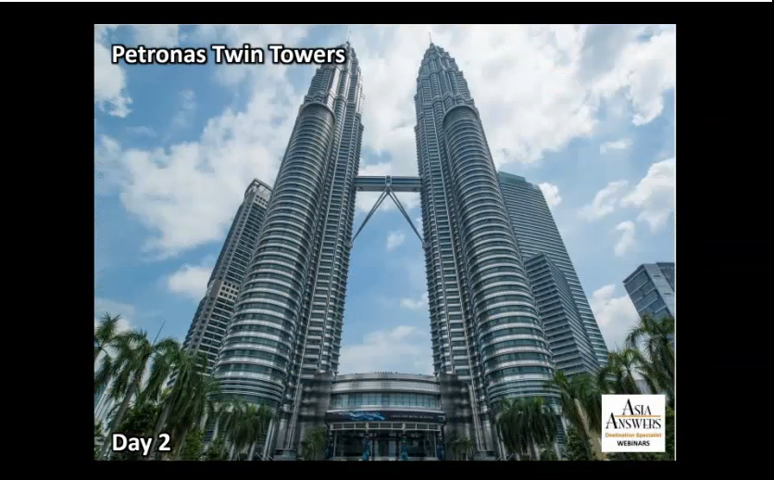 Petronas Twin Towers
Day 2
ASIA
ANSWERS
Destination Specialist
WEBINARS